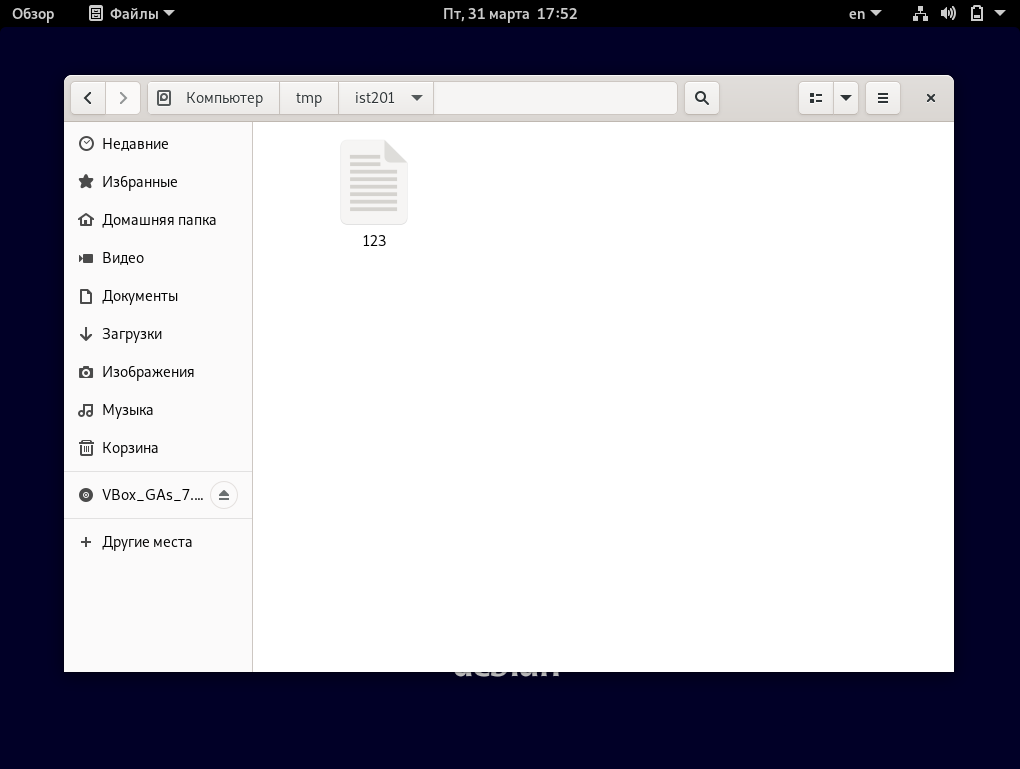 Обзор Файлы Пт, 31 марта 17:52 en
Компьютер tmp ist201
Недавние
Избранные
Домашняя папка
Видео
Документы
Загрузки
Изображения
Музыка
Корзина
VBox_GAs_7....
Другие места
123
debian